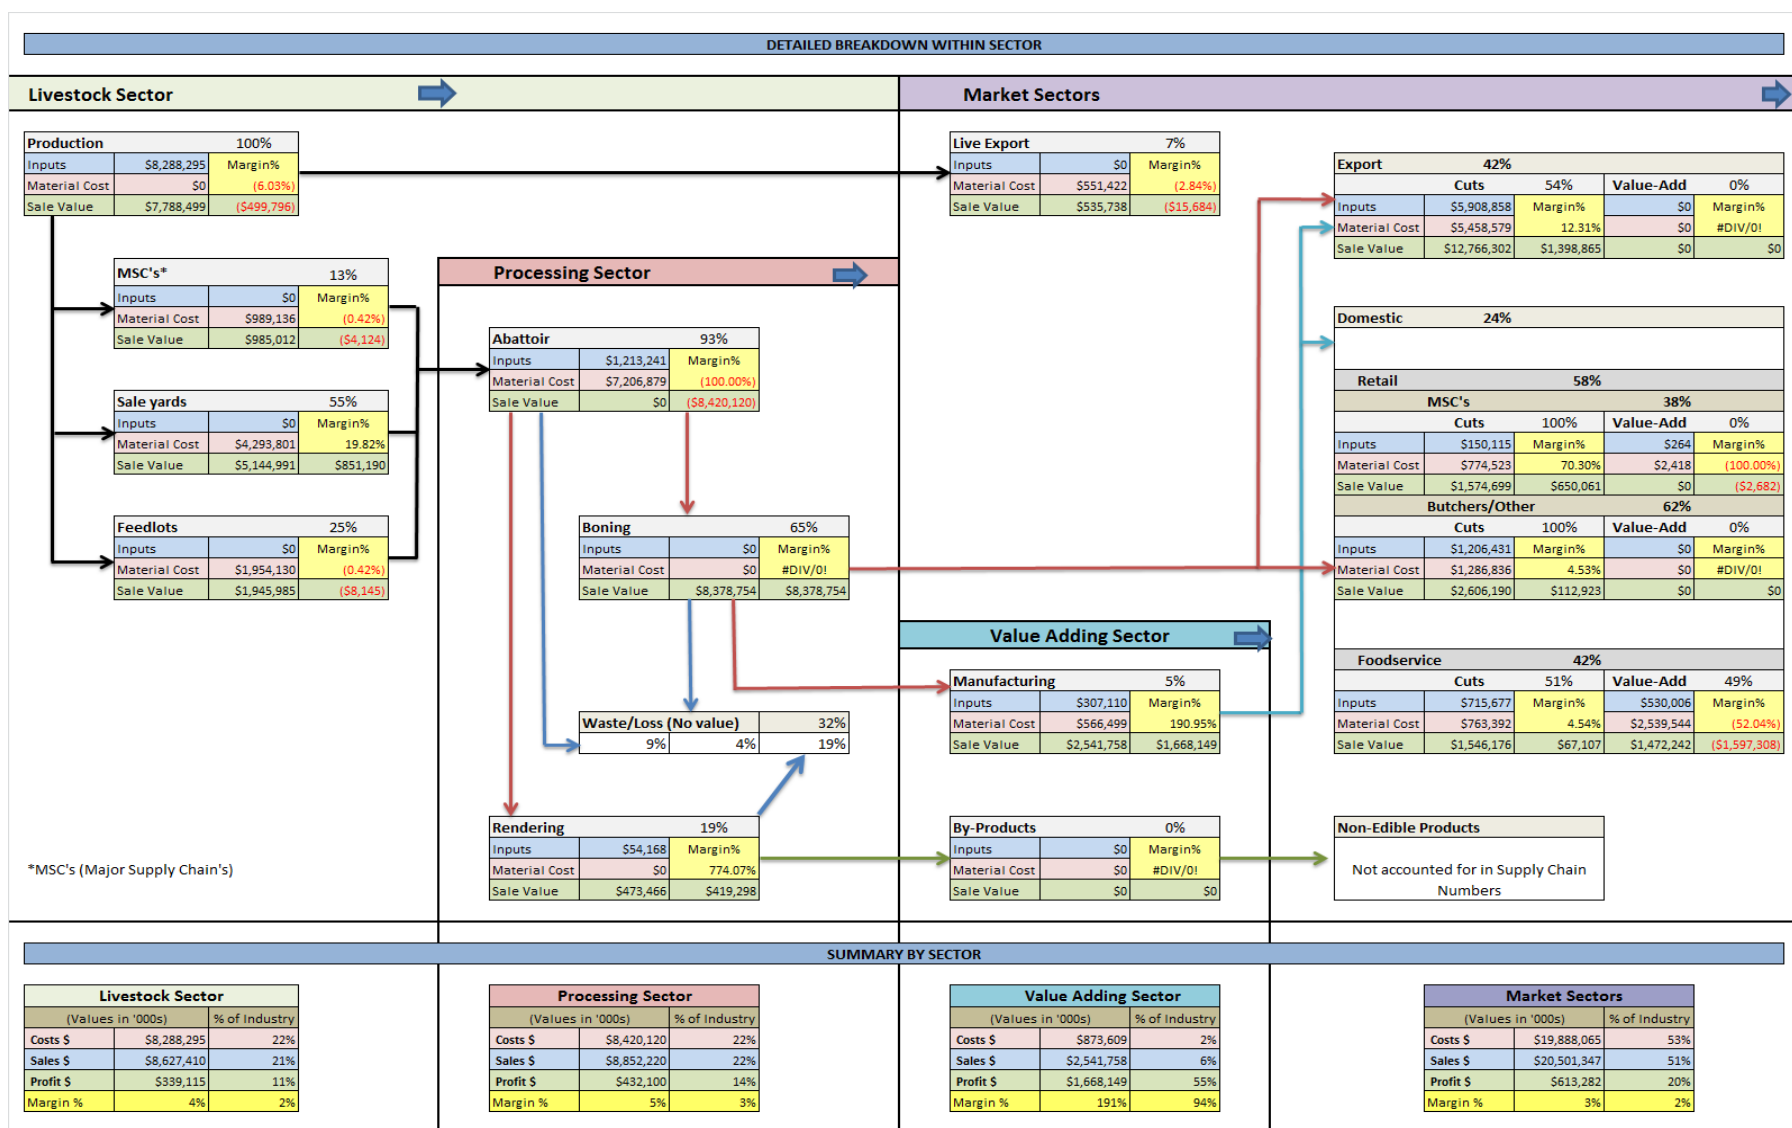 DETAILED BREAKDOWN WITHIN SECTOR
Livestock Sector
Market Sectors
Production 100%
Inputs $8,288,295 Margin%
Material Cost $0 (6.03%)
Sale Value $7,788,499 ($499,796)
Live Export 7%
Inputs $0 Margin%
Material Cost $551,422 (2.84%)
Sale Value $535,738 ($15,684)
Export 42%
Cuts 54% Value-Add 0%
Inputs $5,908,858 Margin% $0 Margin%
Material Cost $5,458,579 12.31% $0 #DIV/0!
Sale Value $12,766,302 $1,398,865 $0 $0
MSC's* 13%
Inputs $0 Margin%
Material Cost $989,136 (0.42%)
Sale Value $985,012 ($4,124)
Processing Sector
Abattoir 93%
Inputs $1,213,241 Margin%
Material Cost $7,206,879 (100.00%)
Sale Value $0 ($8,420,120)
Domestic 24%
Retail 58%
MSC's 38%
Cuts 100% Value-Add 0%
Inputs $150,115 Margin% $264 Margin%
Material Cost $774,523 70.30% $2,418 (100.00%)
Sale Value $1,574,699 $650,061 $0 ($2,682)
Butchers/Other 62%
Cuts 100% Value-Add 0%
Inputs $1,206,431 Margin% $0 Margin%
Material Cost $1,286,836 4.53% $0 #DIV/0!
Sale Value $2,606,190 $112,923 $0 $0
Sale yards 55%
Inputs $0 Margin%
Material Cost $4,293,801 19.82%
Sale Value $5,144,991 $851,190
Feedlots 25%
Inputs $0 Margin%
Material Cost $1,954,130 (0.42%)
Sale Value $1,945,985 ($8,145)
Boning 65%
Inputs $0 Margin%
Material Cost $0 #DIV/0!
Sale Value $8,378,754 $8,378,754
Value Adding Sector
Manufacturing 5%
Inputs $307,110 Margin%
Material Cost $566,499 190.95%
Sale Value $2,541,758 $1,668,149
Foodservice 42%
Cuts 51% Value-Add 49%
Inputs $715,677 Margin% $530,006 Margin%
Material Cost $763,392 4.54% $2,539,544 (52.04%)
Sale Value $1,546,176 $67,107 $1,472,242 ($1,597,308)
Waste/Loss (No value) 32%
9% 4% 19%
Rendering 19%
Inputs $54,168 Margin%
Material Cost $0 774.07%
Sale Value $473,466 $419,298
By-Products 0%
Inputs $0 Margin%
Material Cost $0 #DIV/0!
Sale Value $0 $0
Non-Edible Products
Not accounted for in Supply Chain
Numbers
*MSC's (Major Supply Chain's)
SUMMARY BY SECTOR
Livestock Sector
(Values in '000s) % of Industry
Costs $ $8,288,295 22%
Sales $ $8,627,410 21%
Profit $ $339,115 11%
Margin % 4% 2%
Processing Sector
(Values in '000s) % of Industry
Costs $ $8,420,120 22%
Sales $ $8,852,220 22%
Profit $ $432,100 14%
Margin % 5% 3%
Value Adding Sector
(Values in '000s) % of Industry
Costs $ $873,609 2%
Sales $ $2,541,758 6%
Profit $ $1,668,149 55%
Margin % 191% 94%
Market Sectors
(Values in '000s) % of Industry
Costs $ $19,888,065 53%
Sales $ $20,501,347 51%
Profit $ $613,282 20%
Margin % 3% 2%